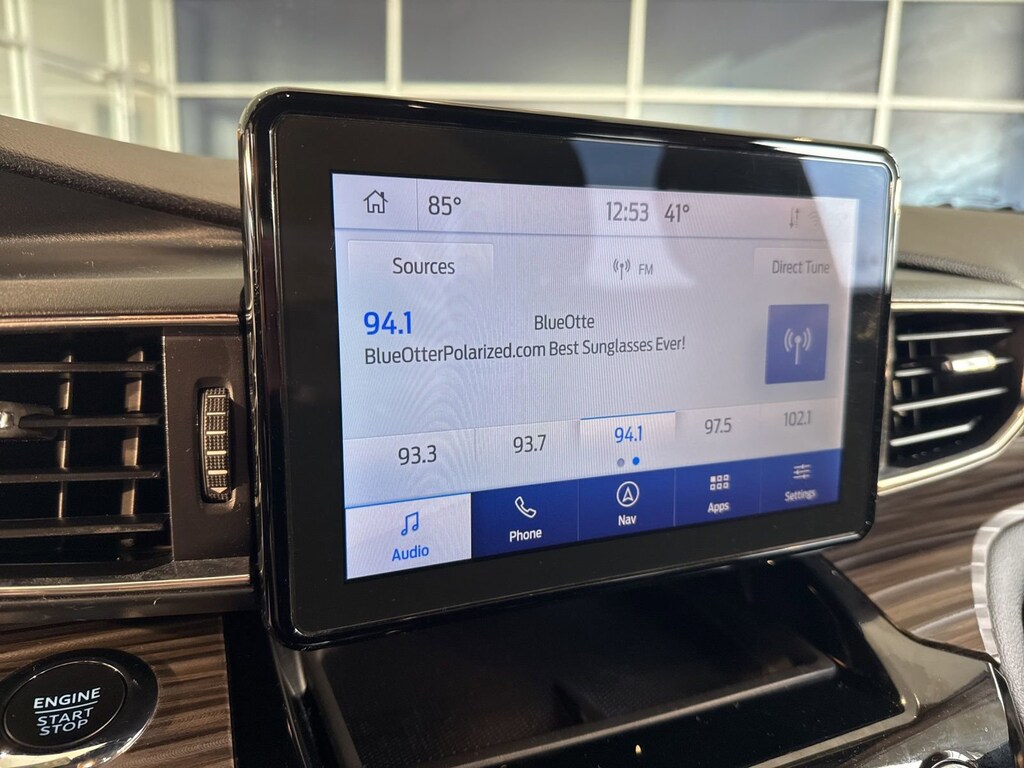 85°
12:53 41°
Sources
FM
Direct Tune
94.1
BlueOtte
BlueOtterPolarized.com Best Sunglasses Ever!
93.3
93.7
94.1
97.5
102.1
Audio
Phone
Nav
Apps
Settings
ENGINE
START
STOP